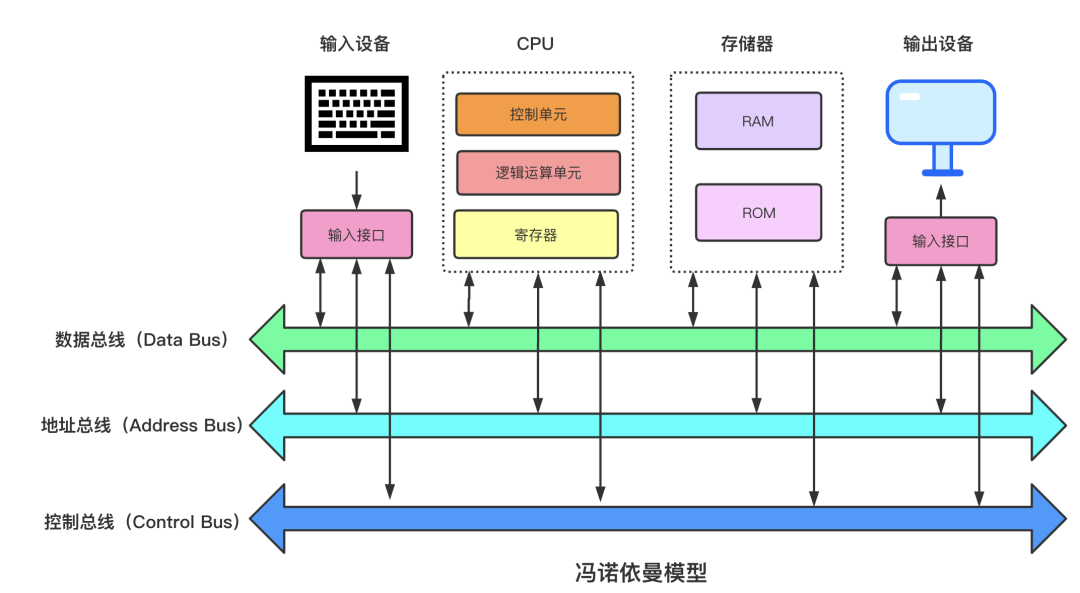 输入设备
CPU
存储器
输出设备
控制单元
逻辑运算单元
寄存器
RAM
ROM
输入接口
输入接口
数据总线（Data Bus）
地址总线（Address Bus）
控制总线（Control Bus）
冯诺依曼模型